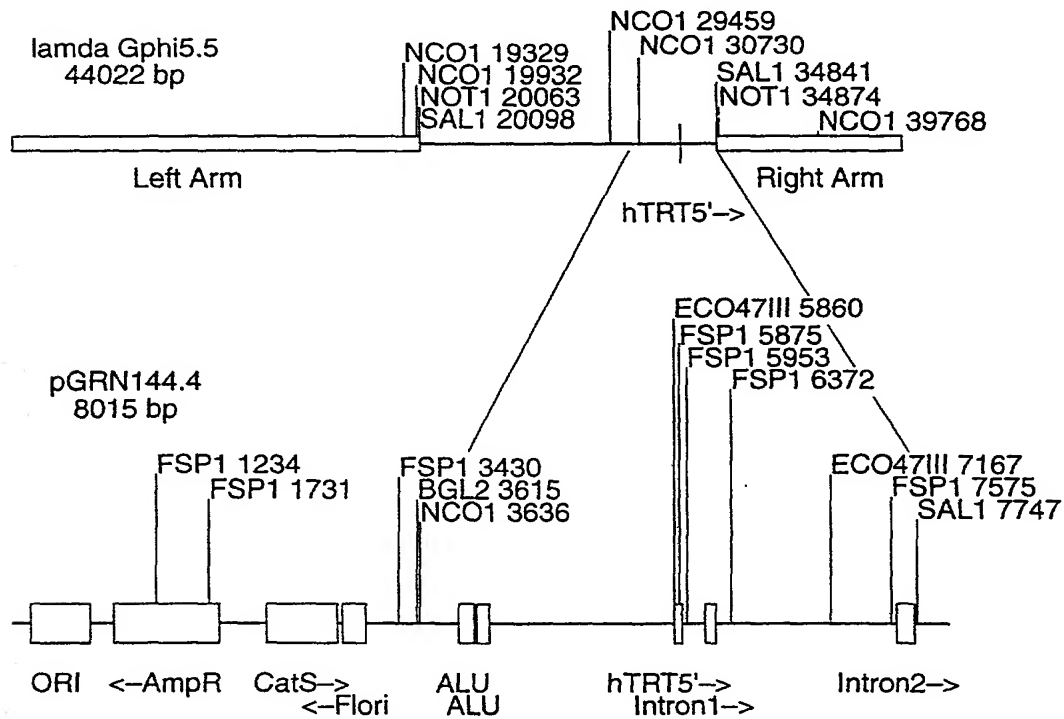 lamda Gphi5.5
44022 bp
NCO1 19329
NCO1 19932
NOT1 20063
SAL1 20098
NCO1 29459
NCO1 30730
SAL1 34841
NOT1 34874
NCO1 39768
Left Arm
Right Arm
hTRT5'–>
pGRN144.4
8015 bp
ECO47III 5860
FSP1 5875
FSP1 5953
FSP1 6372
FSP1 1234
FSP1 1731
FSP1 3430
BGL2 3615
NCO1 3636
ECO47III 7167
FSP1 7575
SAL1 7747
ORI
<–AmpR
CatS–>
<–Flori
ALU
ALU
hTRT5'–>
Intron1–>
Intron2–>